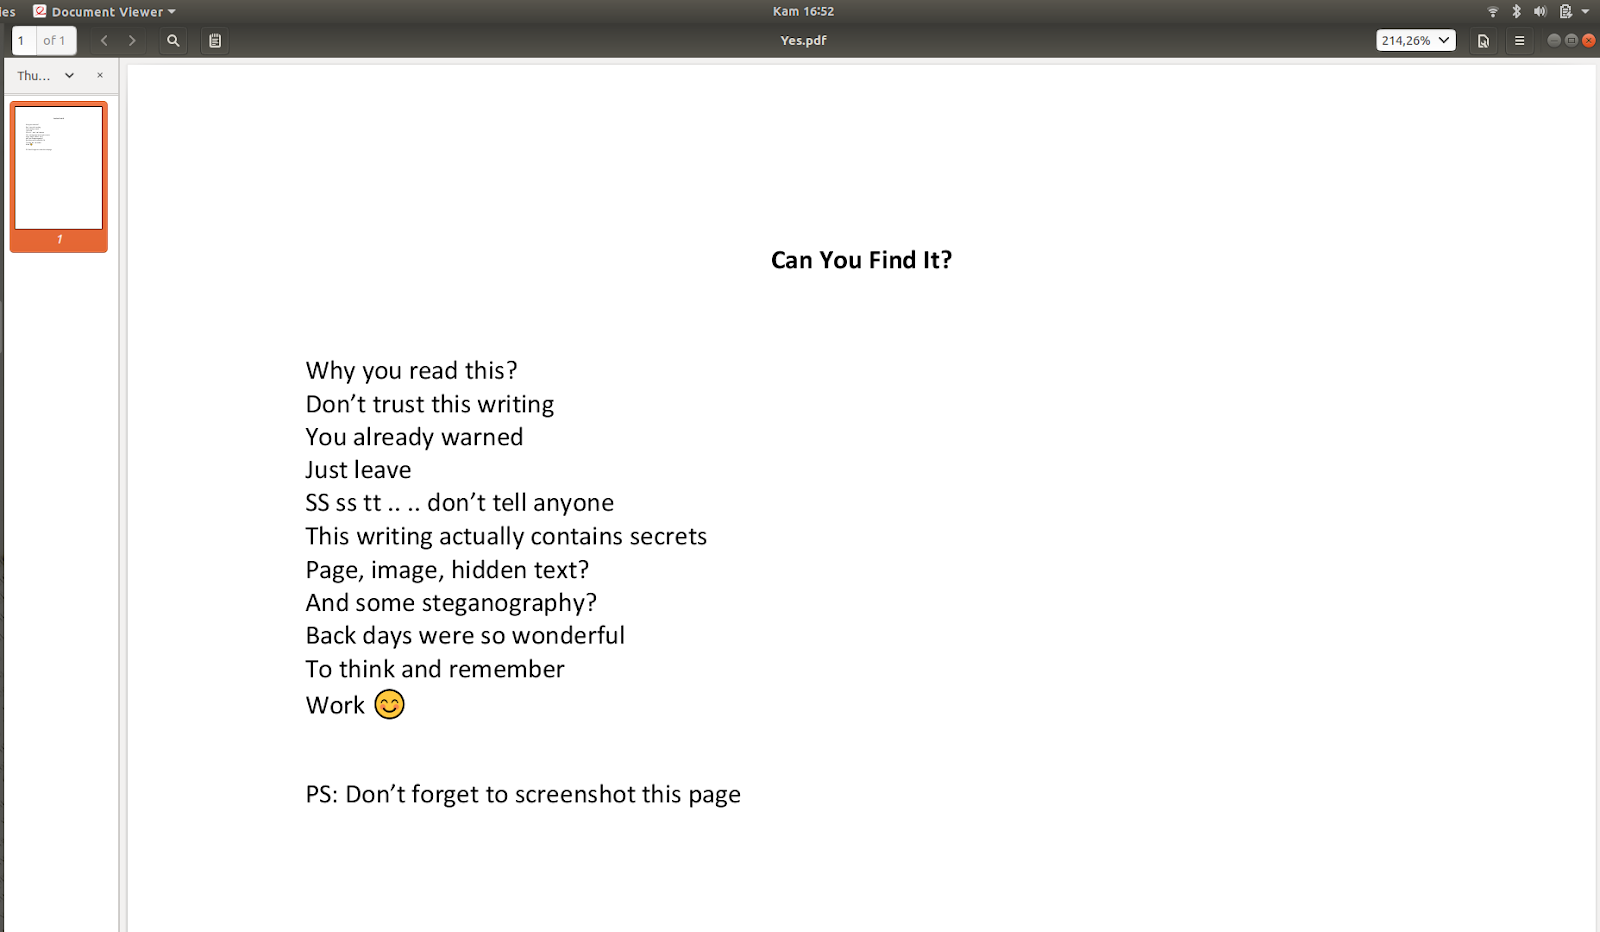 ies Document Viewer Kam 16:52
1 of 1 Yes.pdf 214,26%
Thu...
1
Can You Find It?
Why you read this?
Don’t trust this writing
You already warned
Just leave
SS ss tt .. .. don’t tell anyone
This writing actually contains secrets
Page, image, hidden text?
And some steganography?
Back days were so wonderful
To think and remember
Work 😊
PS: Don’t forget to screenshot this page